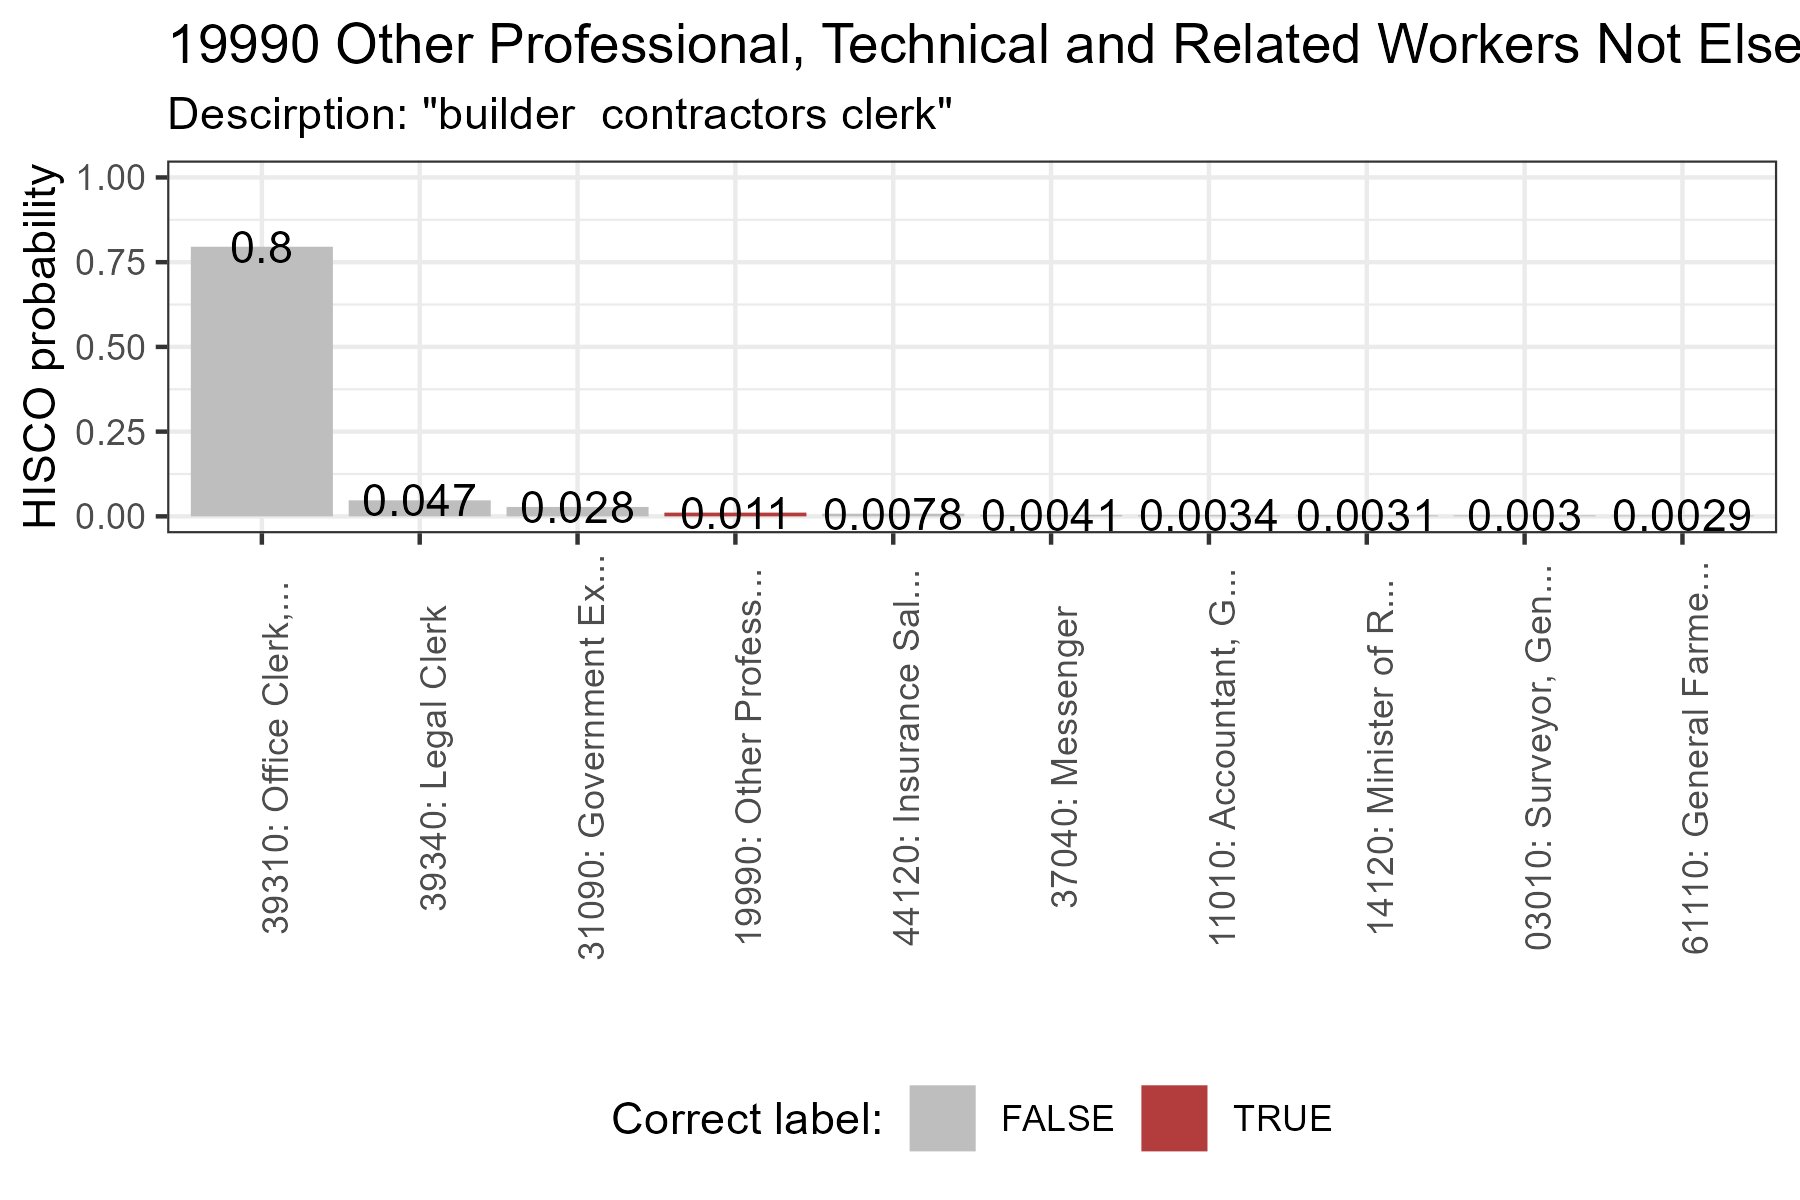 19990 Other Professional, Technical and Related Workers Not Else
Descirption: "builder  contractors clerk"
HISCO probability
1.00
0.75
0.50
0.25
0.00
0.8
0.047
0.028
0.011
0.0078
0.0041
0.0034
0.0031
0.003
0.0029
39310: Office Clerk,...
39340: Legal Clerk
31090: Government Ex...
19990: Other Profess...
44120: Insurance Sal...
37040: Messenger
11010: Accountant, G...
14120: Minister of R...
03010: Surveyor, Gen...
61110: General Farme...
Correct label: FALSE TRUE